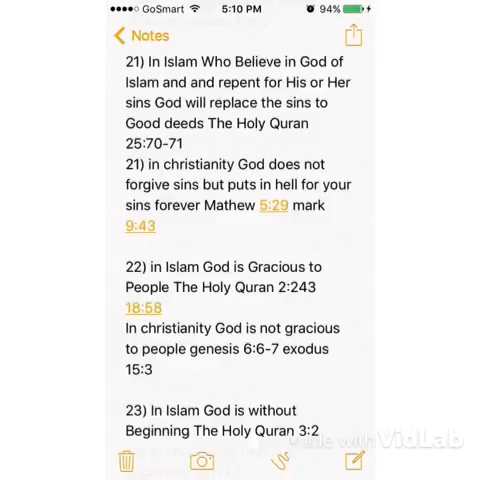 GoSmart 5:10 PM 94%
Notes
21) In Islam Who Believe in God of
Islam and and repent for His or Her
sins God will replace the sins to
Good deeds The Holy Quran
25:70-71
21) in christianity God does not
forgive sins but puts in hell for your
sins forever Mathew 5:29 mark
9:43
22) in Islam God is Gracious to
People The Holy Quran 2:243
18:58
In christianity God is not gracious
to people genesis 6:6-7 exodus
15:3
23) In Islam God is without
Beginning The Holy Quran 3:2
Made with VidLab